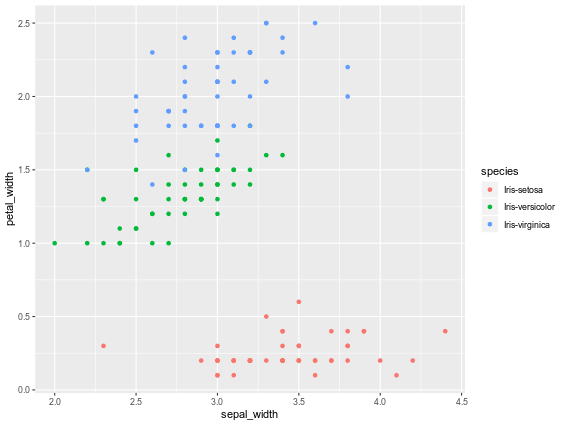 2.5
2.0
1.5
1.0
0.5
0.0
petal_width
2.0 2.5 3.0 3.5 4.0 4.5
sepal_width
species
Iris-setosa
Iris-versicolor
Iris-virginica